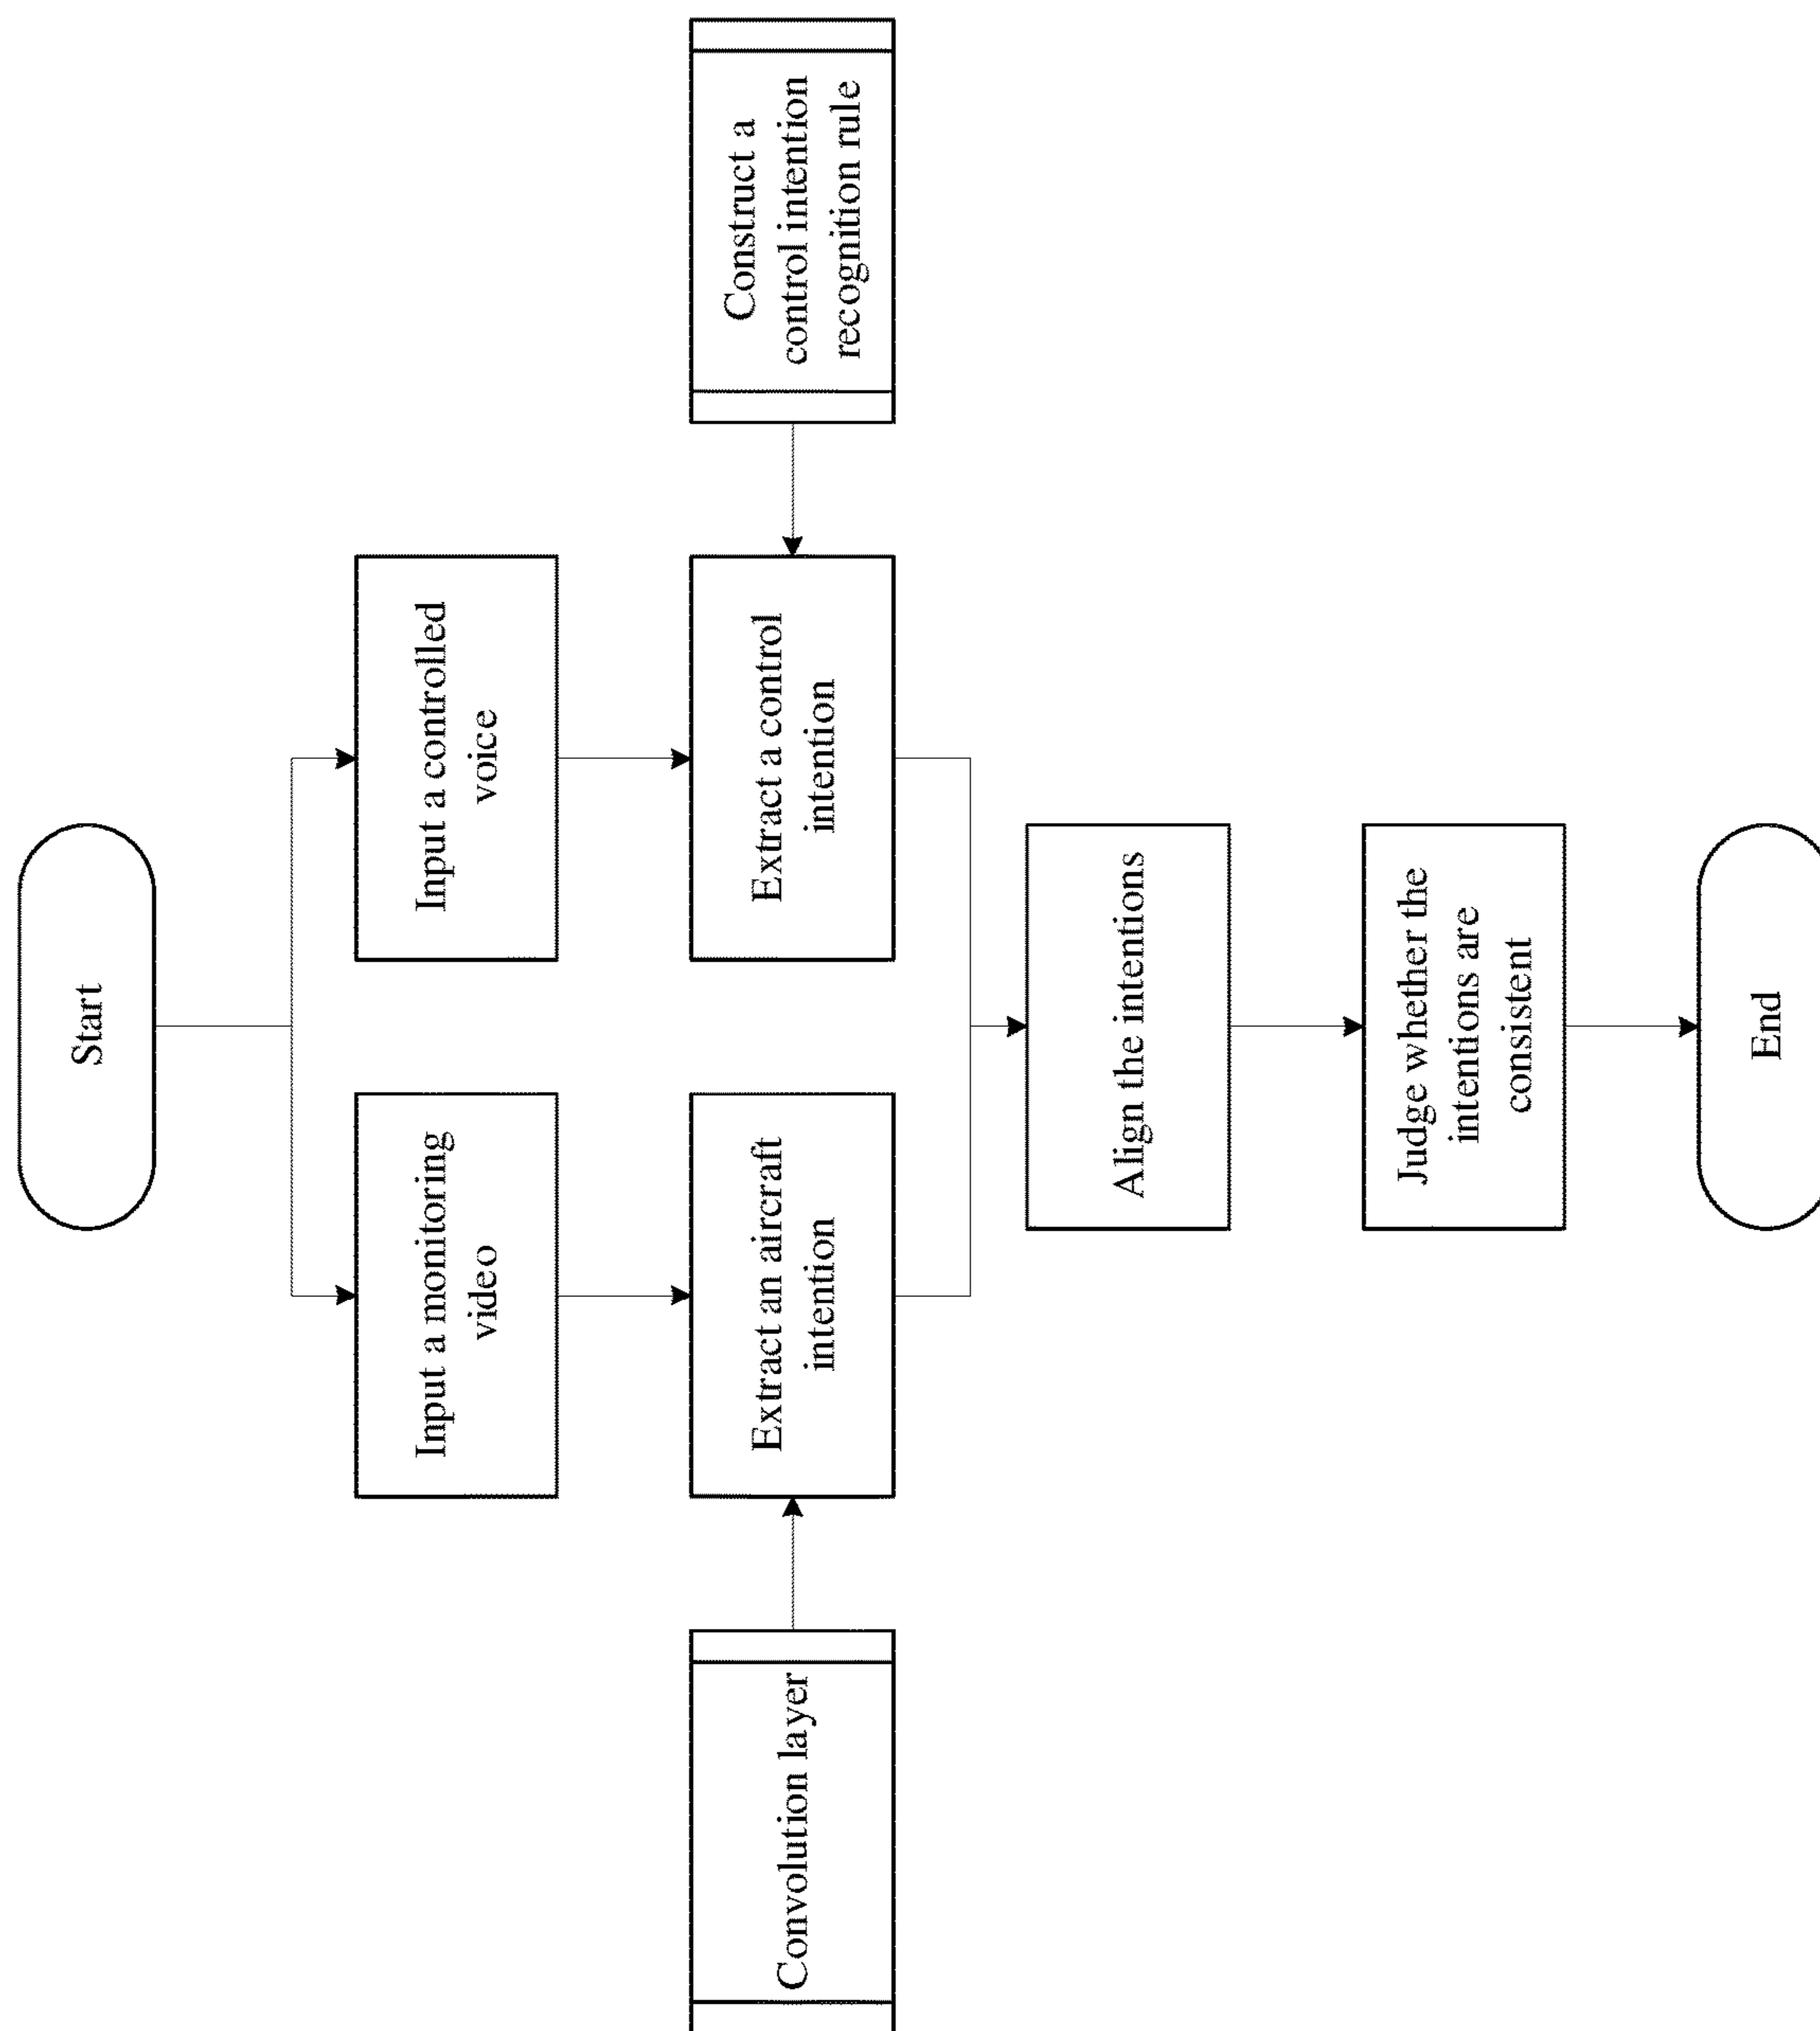 Start
Input a monitoring
video
Input a controlled
voice
Convolution layer
Extract an aircraft
intention
Extract a control
intention
Construct a
control intention
recognition rule
Align the intentions
Judge whether the
intentions are
consistent
End